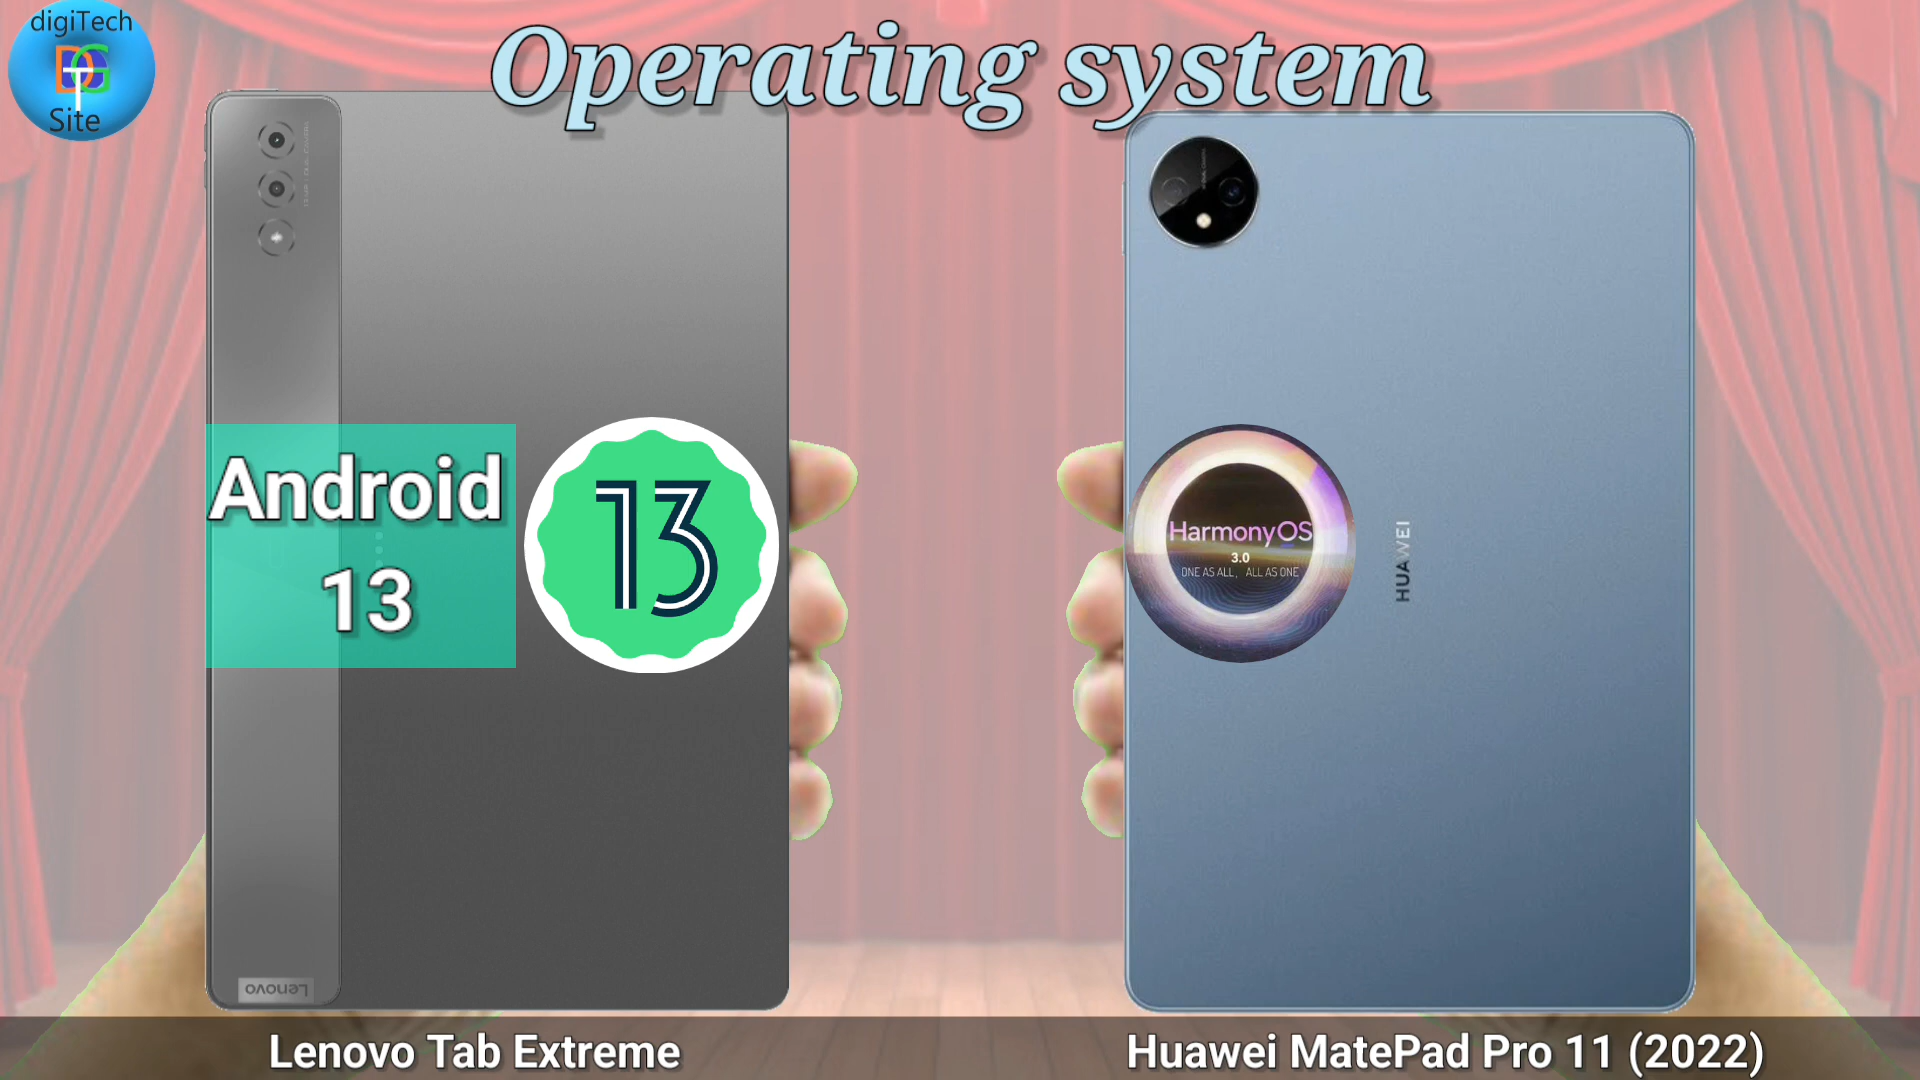 digiTech
DGT
Site
Operating system
Android
13
13
HarmonyOS
3.0
ONE AS ALL, ALL AS ONE
HUAWEI
Lenovo
Lenovo Tab Extreme
Huawei MatePad Pro 11 (2022)